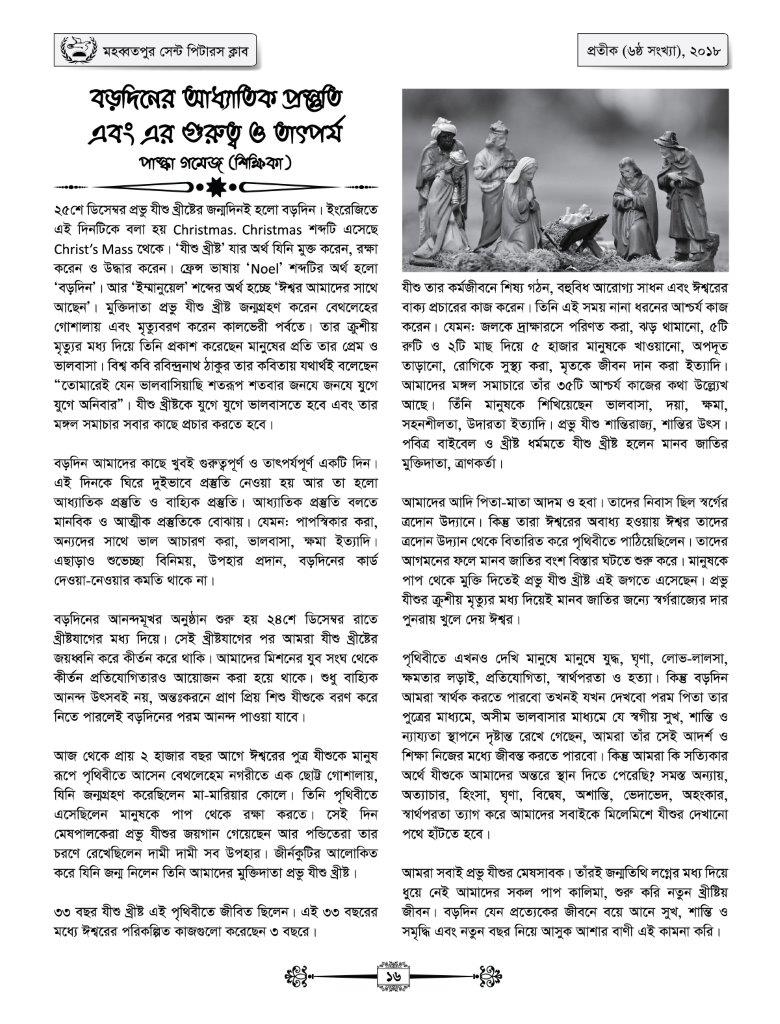 মহব্বতপুর সেন্ট পিটারস ক্লাব
প্রতীক (৬ষ্ঠ সংখ্যা), ২০১৮
বড়দিনের আধ্যাতিক প্রস্তুতি
এবং এর গুরুত্ব ও তাৎপর্য
পাস্কা গমেজ (শিক্ষিকা)
২৫শে ডিসেম্বর প্রভু যীশু খ্রীষ্টের জন্মদিনই হলো বড়দিন। ইংরেজিতে
এই দিনটিকে বলা হয় Christmas. Christmas শব্দটি এসেছে
Christ's Mass থেকে। ‘যীশু খ্রীষ্ট’ যার অর্থ যিনি মুক্ত করেন, রক্ষা
করেন ও উদ্ধার করেন। ফ্রেন্স ভাষায় ‘Noel’ শব্দটির অর্থ হলো
‘বড়দিন’। আর ‘ইম্মানুয়েল’ শব্দের অর্থ হচ্ছে ‘ঈশ্বর আমাদের সাথে
আছেন’। মুক্তিদাতা প্রভু যীশু খ্রীষ্ট জন্মগ্রহণ করেন বেথলেহের
গোশালায় এবং মৃত্যুবরণ করেন কালভেরী পর্বতে। তার ক্রুশীয়
মৃত্যুর মধ্য দিয়ে তিনি প্রকাশ করেছেন মানুষের প্রতি তার প্রেম ও
ভালবাসা। বিশ্ব কবি রবিন্দ্রনাথ ঠাকুর তার কবিতায় যথার্থই বলেছেন
“তোমারেই যেন ভালবাসিয়াছি শতরূপ শতবার জনযে জনযে যুগে
যুগে অনিবার”। যীশু খ্রীষ্টকে যুগে যুগে ভালবাসতে হবে এবং তার
মঙ্গল সমাচার সবার কাছে প্রচার করতে হবে।
বড়দিন আমাদের কাছে খুবই গুরুত্বপূর্ণ ও তাৎপর্যপূর্ণ একটি দিন।
এই দিনকে ঘিরে দুইভাবে প্রস্তুতি নেওয়া হয় আর তা হলো
আধ্যাতিক প্রস্তুতি ও বাহ্যিক প্রস্তুতি। আধ্যাতিক প্রস্তুতি বলতে
মানবিক ও আত্মীক প্রস্তুতিকে বোঝায়। যেমন: পাপস্বিকার করা,
অন্যদের সাথে ভাল আচারণ করা, ভালবাসা, ক্ষমা ইত্যাদি।
এছাড়াও শুভেচ্ছা বিনিময়, উপহার প্রদান, বড়দিনের কার্ড
দেওয়া-নেওয়ার কমতি থাকে না।
বড়দিনের আনন্দমূখর অনুষ্ঠান শুরু হয় ২৪শে ডিসেম্বর রাতে
খ্রীষ্টযাগের মধ্য দিয়ে। সেই খ্রীষ্টযাগের পর আমরা যীশু খ্রীষ্টের
জয়ধ্বনি করে কীর্তন করে থাকি। আমাদের মিশনের যুব সংঘ থেকে
কীর্তন প্রতিযোগিতারও আয়োজন করা হয়ে থাকে। শুধু বাহ্যিক
আনন্দ উৎসবই নয়, অন্তঃকরনে প্রাণ প্রিয় শিশু যীশুকে বরণ করে
নিতে পারলেই বড়দিনের পরম আনন্দ পাওয়া যাবে।
আজ থেকে প্রায় ২ হাজার বছর আগে ঈশ্বরের পুত্র যীশুকে মানুষ
রূপে পৃথিবীতে আসেন বেথলেহেম নগরীতে এক ছোট্ট গোশালায়,
যিনি জন্মগ্রহণ করেছিলেন মা-মারিয়ার কোলে। তিনি পৃথিবীতে
এসেছিলেন মানুষকে পাপ থেকে রক্ষা করতে। সেই দিন
মেষপালকেরা প্রভু যীশুর জয়গান গেয়েছেন আর পন্ডিতেরা তার
চরণে রেখেছিলেন দামী দামী সব উপহার। জীর্নকুটির আলোকিত
করে যিনি জন্ম নিলেন তিনি আমাদের মুক্তিদাতা প্রভু যীশু খ্রীষ্ট।
৩৩ বছর যীশু খ্রীষ্ট এই পৃথিবীতে জীবিত ছিলেন। এই ৩৩ বছরের
মধ্যে ঈশ্বরের পরিকল্পিত কাজগুলো করেছেন ৩ বছরে।
যীশু তার কর্মজীবনে শিষ্য গঠন, বহুবিধ আরোগ্য সাধন এবং ঈশ্বরের
বাক্য প্রচারের কাজ করেন। তিনি এই সময় নানা ধরনের আশ্চর্য কাজ
করেন। যেমন: জলকে দ্রাক্ষারসে পরিণত করা, ঝড় থামানো, ৫টি
রুটি ও ২টি মাছ দিয়ে ৫ হাজার মানুষকে খাওয়ানো, অপদূত
তাড়ানো, রোগিকে সুস্থ্য করা, মৃতকে জীবন দান করা ইত্যাদি।
আমাদের মঙ্গল সমাচারে তাঁর ৩৫টি আশ্চর্য কাজের কথা উল্ল্যেখ
আছে। তিঁনি মানুষকে শিখিয়েছেন ভালবাসা, দয়া, ক্ষমা,
সহনশীলতা, উদারতা ইত্যাদি। প্রভু যীশু শান্তিরাজ্য, শান্তির উৎস।
পবিত্র বাইবেল ও খ্রীষ্ট ধর্মমতে যীশু খ্রীষ্ট হলেন মানব জাতির
মুক্তিদাতা, ত্রাণকর্তা।
আমাদের আদি পিতা-মাতা আদম ও হবা। তাদের নিবাস ছিল স্বর্গের
ত্রদোন উদ্যানে। কিন্তু তারা ঈশ্বরের অবাধ্য হওয়ায় ঈশ্বর তাদের
ত্রদোন উদ্যান থেকে বিতারিত করে পৃথিবীতে পাঠিয়েছিলেন। তাদের
আগমনের ফলে মানব জাতির বংশ বিস্তার ঘটতে শুরু করে। মানুষকে
পাপ থেকে মুক্তি দিতেই প্রভু যীশু খ্রীষ্ট এই জগতে এসেছেন। প্রভু
যীশুর ক্রুশীয় মৃত্যুর মধ্য দিয়েই মানব জাতির জন্যে স্বর্গরাজ্যের দার
পুনরায় খুলে দেয় ঈশ্বর।
পৃথিবীতে এখনও দেখি মানুষে মানুষে যুদ্ধ, ঘৃণা, লোভ-লালসা,
ক্ষমতার লড়াই, প্রতিযোগিতা, স্বার্থপরতা ও হত্যা। কিন্তু বড়দিন
আমরা স্বার্থক করতে পারবো তখনই যখন দেখবো পরম পিতা তার
পুত্রের মাধ্যমে, অসীম ভালবাসার মাধ্যমে যে স্বগীয় সুখ, শান্তি ও
ন্যায্যতা স্থাপনে দৃষ্টান্ত রেখে গেছেন, আমরা তাঁর সেই আদর্শ ও
শিক্ষা নিজের মধ্যে জীবন্ত করতে পারবো। কিন্তু আমরা কি সত্যিকার
অর্থে যীশুকে আমাদের অন্তরে স্থান দিতে পেরেছি? সমস্ত অন্যায়,
অত্যাচার, হিংসা, ঘৃণা, বিদ্বেষ, অশান্তি, ভেদাভেদ, অহংকার,
স্বার্থপরতা ত্যাগ করে আমাদের সবাইকে মিলেমিশে যীশুর দেখানো
পথে হাঁটতে হবে।
আমরা সবাই প্রভু যীশুর মেষসাবক। তাঁরই জন্মতিথি লগ্নের মধ্য দিয়ে
ধুয়ে নেই আমাদের সকল পাপ কালিমা, শুরু করি নতুন খ্রীষ্টিয়
জীবন। বড়দিন যেন প্রত্যেকের জীবনে বয়ে আনে সুখ, শান্তি ও
সমৃদ্ধি এবং নতুন বছর নিয়ে আসুক আশার বাণী এই কামনা করি।
১৬